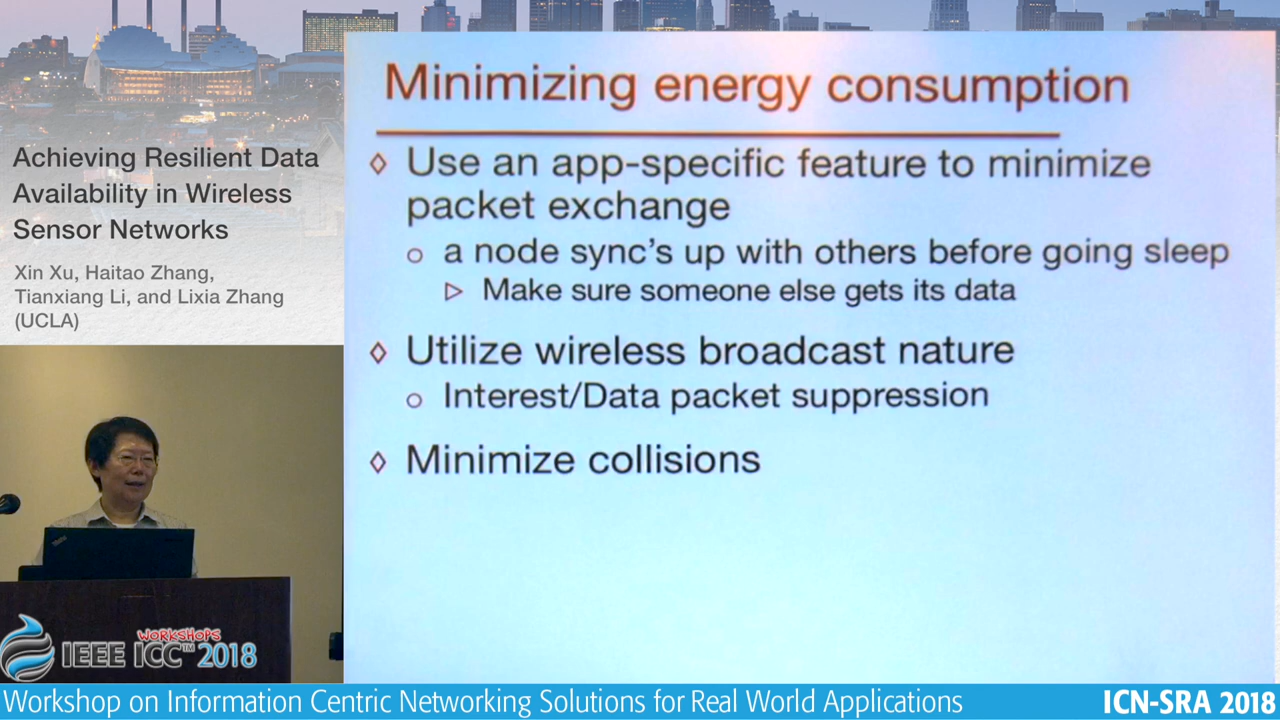 Achieving Resilient Data
Availability in Wireless
Sensor Networks
Xin Xu, Haitao Zhang,
Tianxiang Li, and Lixia Zhang
(UCLA)
Minimizing energy consumption
◊ Use an app-specific feature to minimize
packet exchange
○ a node sync's up with others before going sleep
▷ Make sure someone else gets its data
◊ Utilize wireless broadcast nature
○ Interest/Data packet suppression
◊ Minimize collisions
WORKSHOPS
IEEE ICC™ 2018
Workshop on Information Centric Networking Solutions for Real World Applications
ICN-SRA 2018